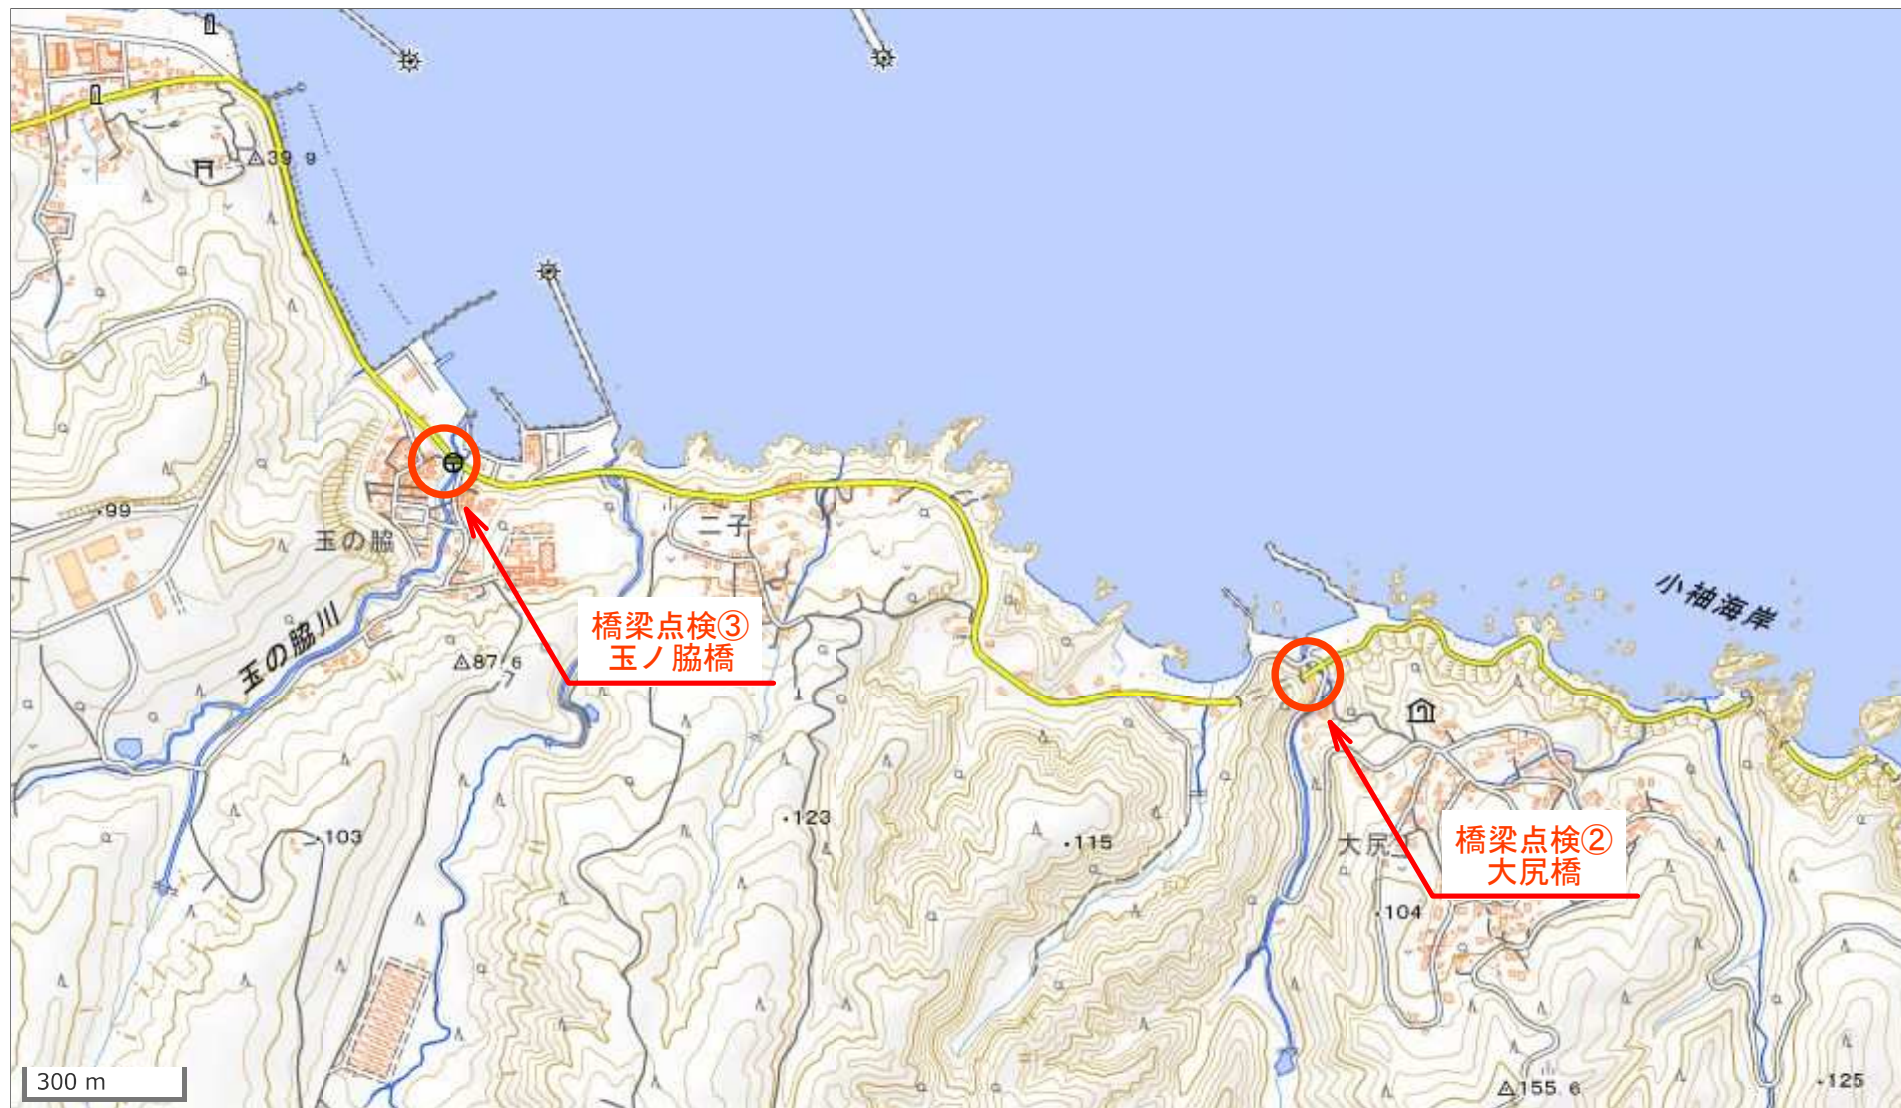 39.9
99
玉の脇
二子
小袖海岸
橋梁点検③
玉ノ脇橋
玉の脇川
87.6
103
123
115
大尻
橋梁点検②
大尻橋
104
300 m
155.6
125